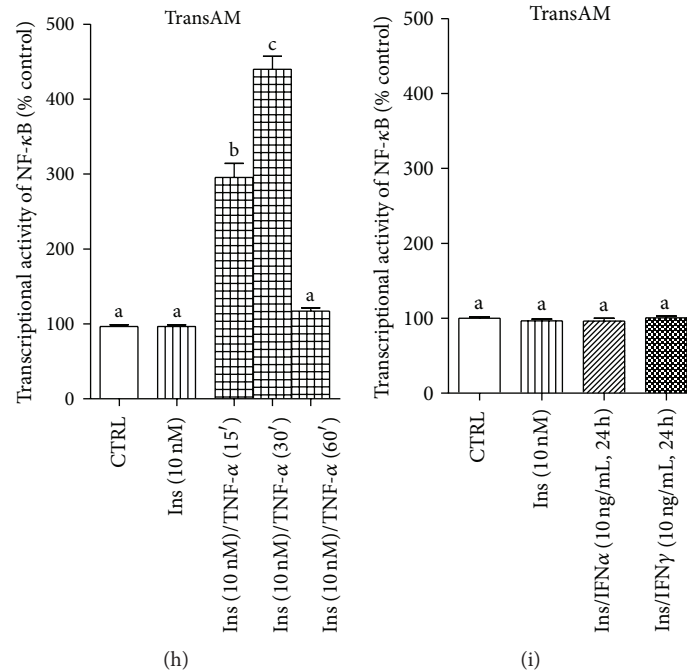 TransAM
Transcriptional activity of NF-κB (% control)
500
400
300
200
100
0
a
a
b
c
a
CTRL
Ins (10 nM)
Ins (10 nM)/TNF-α (15′)
Ins (10 nM)/TNF-α (30′)
Ins (10 nM)/TNF-α (60′)
(h)
TransAM
Transcriptional activity of NF-κB (% control)
500
400
300
200
100
0
a
a
a
a
CTRL
Ins (10 nM)
Ins/IFNα (10 ng/mL, 24 h)
Ins/IFNγ (10 ng/mL, 24 h)
(i)